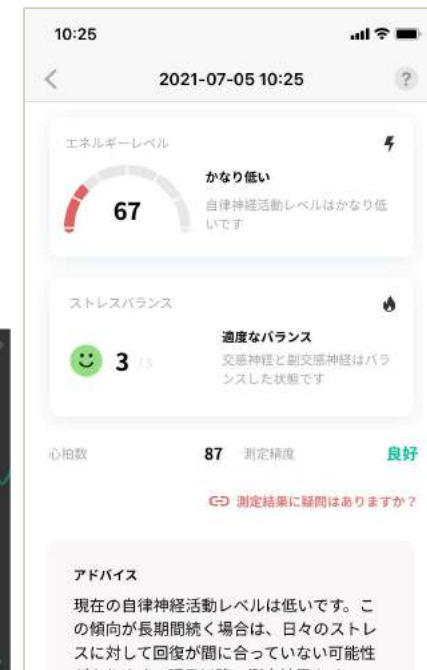 10:25
2021-07-05 10:25
?
エネルギーレベル
67
かなり低い
自律神経活動レベルはかなり低
いです
ストレスバランス
3 /5
適度なバランス
交感神経と副交感神経はバラ
ンスした状態です
心拍数 87 測定精度 良好
測定結果に疑問はありますか？
アドバイス
現在の自律神経活動レベルは低いです。こ
の傾向が長期間続く場合は、日々のストレ
スに対して回復が間に合っていない可能性